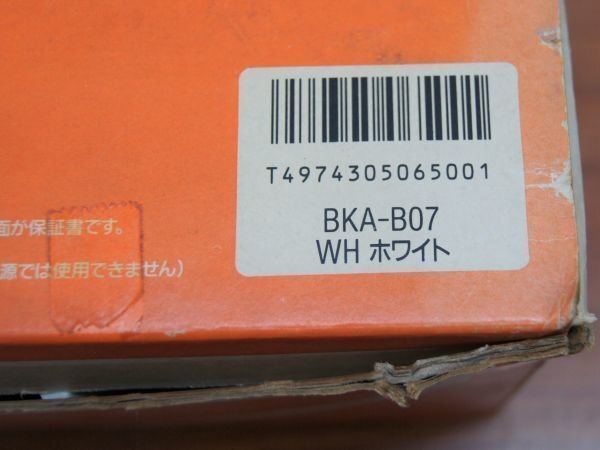 T4974305065001
BKA-B07
WH ホワイト
面が保証書です。
源では使用できません)